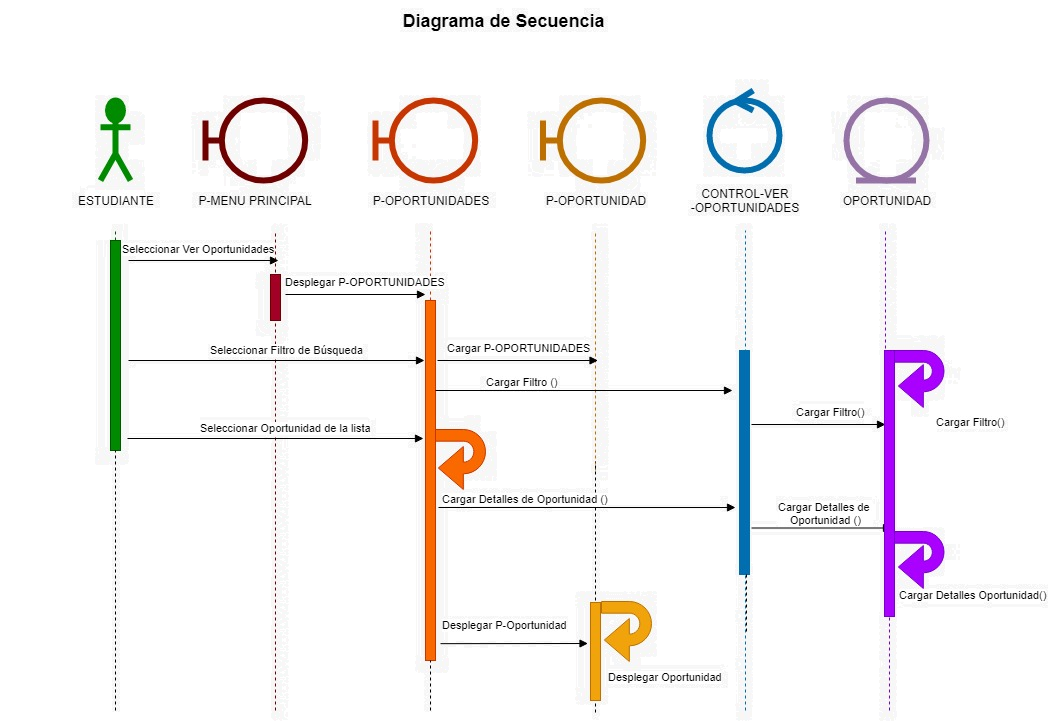 Diagrama de Secuencia
ESTUDIANTE
P-MENU PRINCIPAL
P-OPORTUNIDADES
P-OPORTUNIDAD
CONTROL-VER
-OPORTUNIDADES
OPORTUNIDAD
Seleccionar Ver Oportunidades
Desplegar P-OPORTUNIDADES
Seleccionar Filtro de Búsqueda
Cargar P-OPORTUNIDADES
Cargar Filtro ()
Cargar Filtro()
Cargar Filtro()
Seleccionar Oportunidad de la lista
Cargar Detalles de Oportunidad ()
Cargar Detalles de
Oportunidad ()
Cargar Detalles Oportunidad()
Desplegar P-Oportunidad
Desplegar Oportunidad